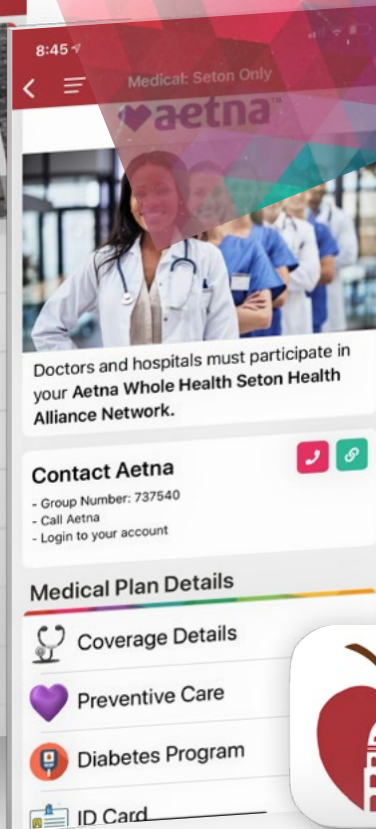 8:45
Medical: Seton Only
aetna™
Doctors and hospitals must participate in
your Aetna Whole Health Seton Health
Alliance Network.
Contact Aetna
- Group Number: 737540
- Call Aetna
- Login to your account
Medical Plan Details
Coverage Details
Preventive Care
Diabetes Program
ID Card